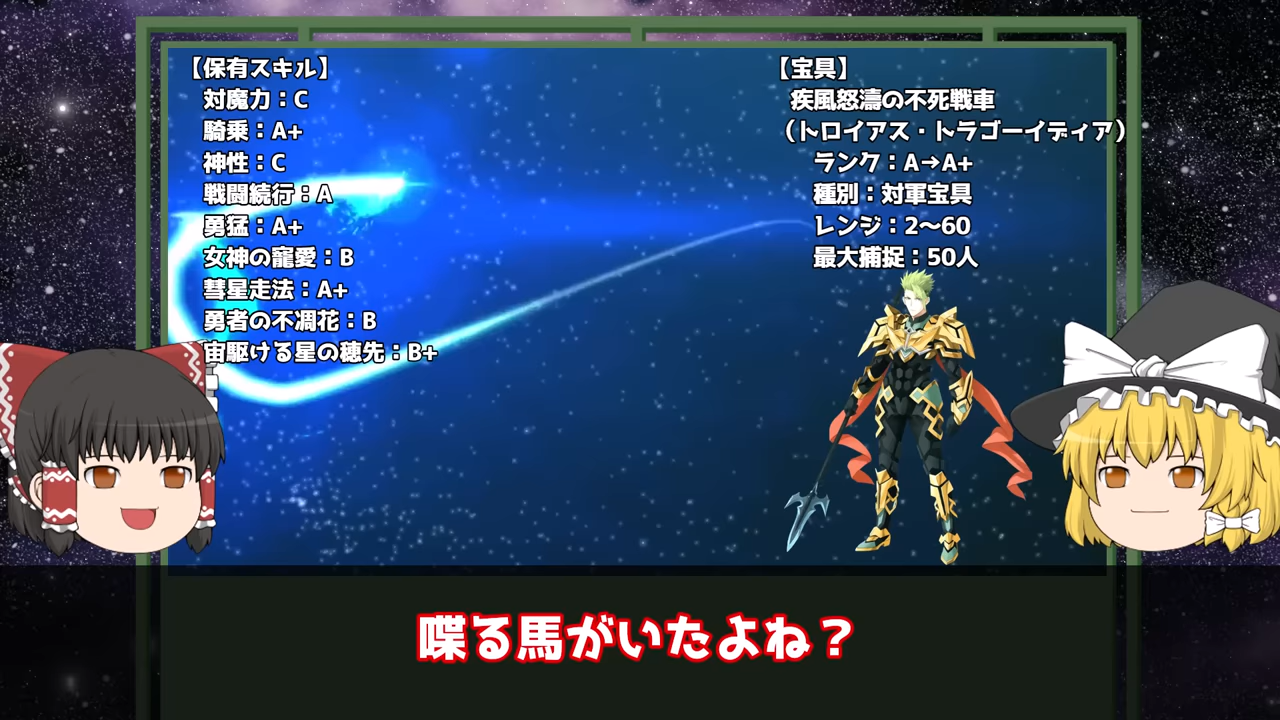 【保有スキル】
対魔力：C
騎乗：A+
神性：C
戦闘続行：A
勇猛：A+
女神の寵愛：B
彗星走法：A+
勇者の不凋花：B
宙駆ける星の穂先：B+
【宝具】
疾風怒濤の不死戦車
（トロイアス・トラゴーイディア）
ランク：A→A+
種別：対軍宝具
レンジ：2～60
最大捕捉：50人
喋る馬がいたよね？